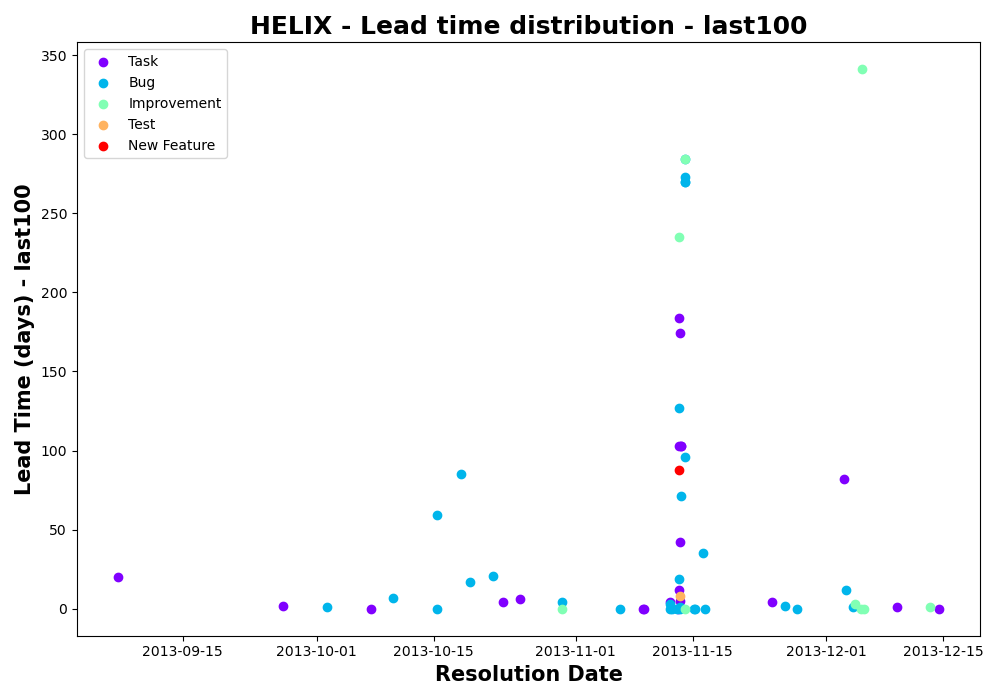 HELIX - Lead time distribution - last100
Lead Time (days) - last100
350
300
250
200
150
100
50
0
Task
Bug
Improvement
Test
New Feature
2013-09-15
2013-10-01
2013-10-15
2013-11-01
2013-11-15
2013-12-01
2013-12-15
Resolution Date